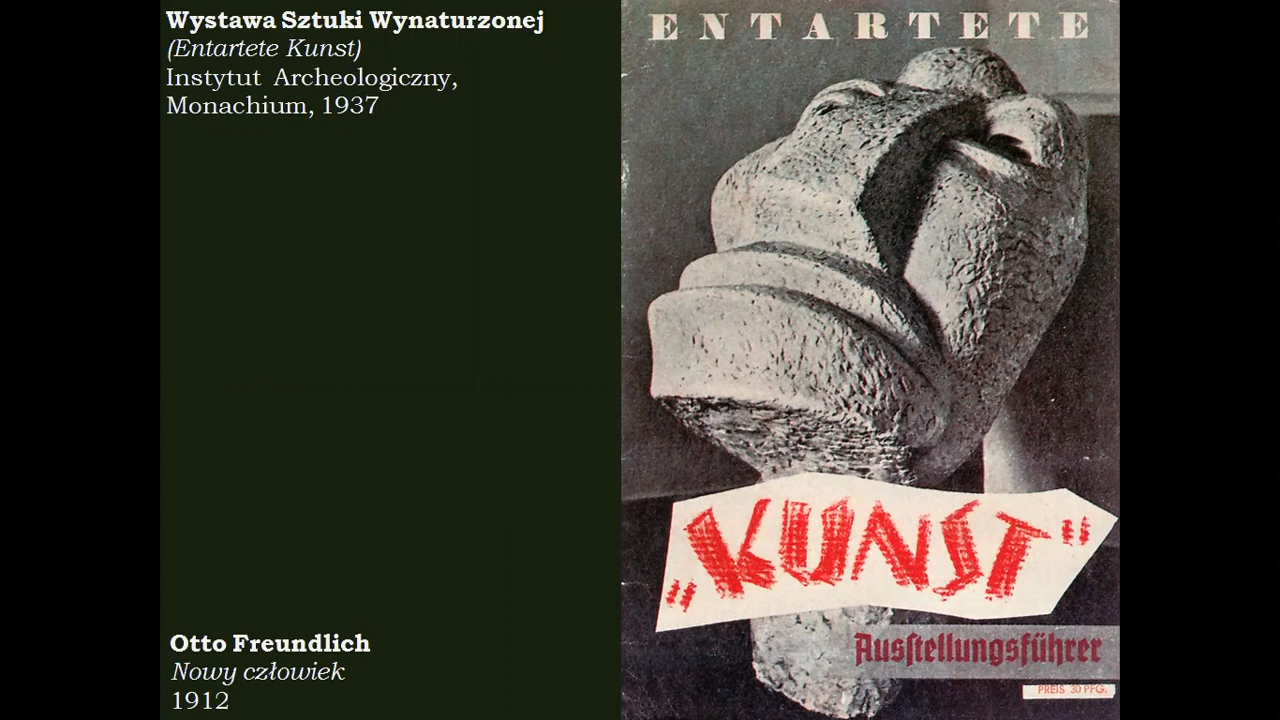 Wystawa Sztuki Wynaturzonej
(Entartete Kunst)
Instytut Archeologiczny,
Monachium, 1937
Otto Freundlich
Nowy człowiek
1912
ENTARTETE
„KUNST"
Ausſtellungsführer
PREIS 30 PFG.